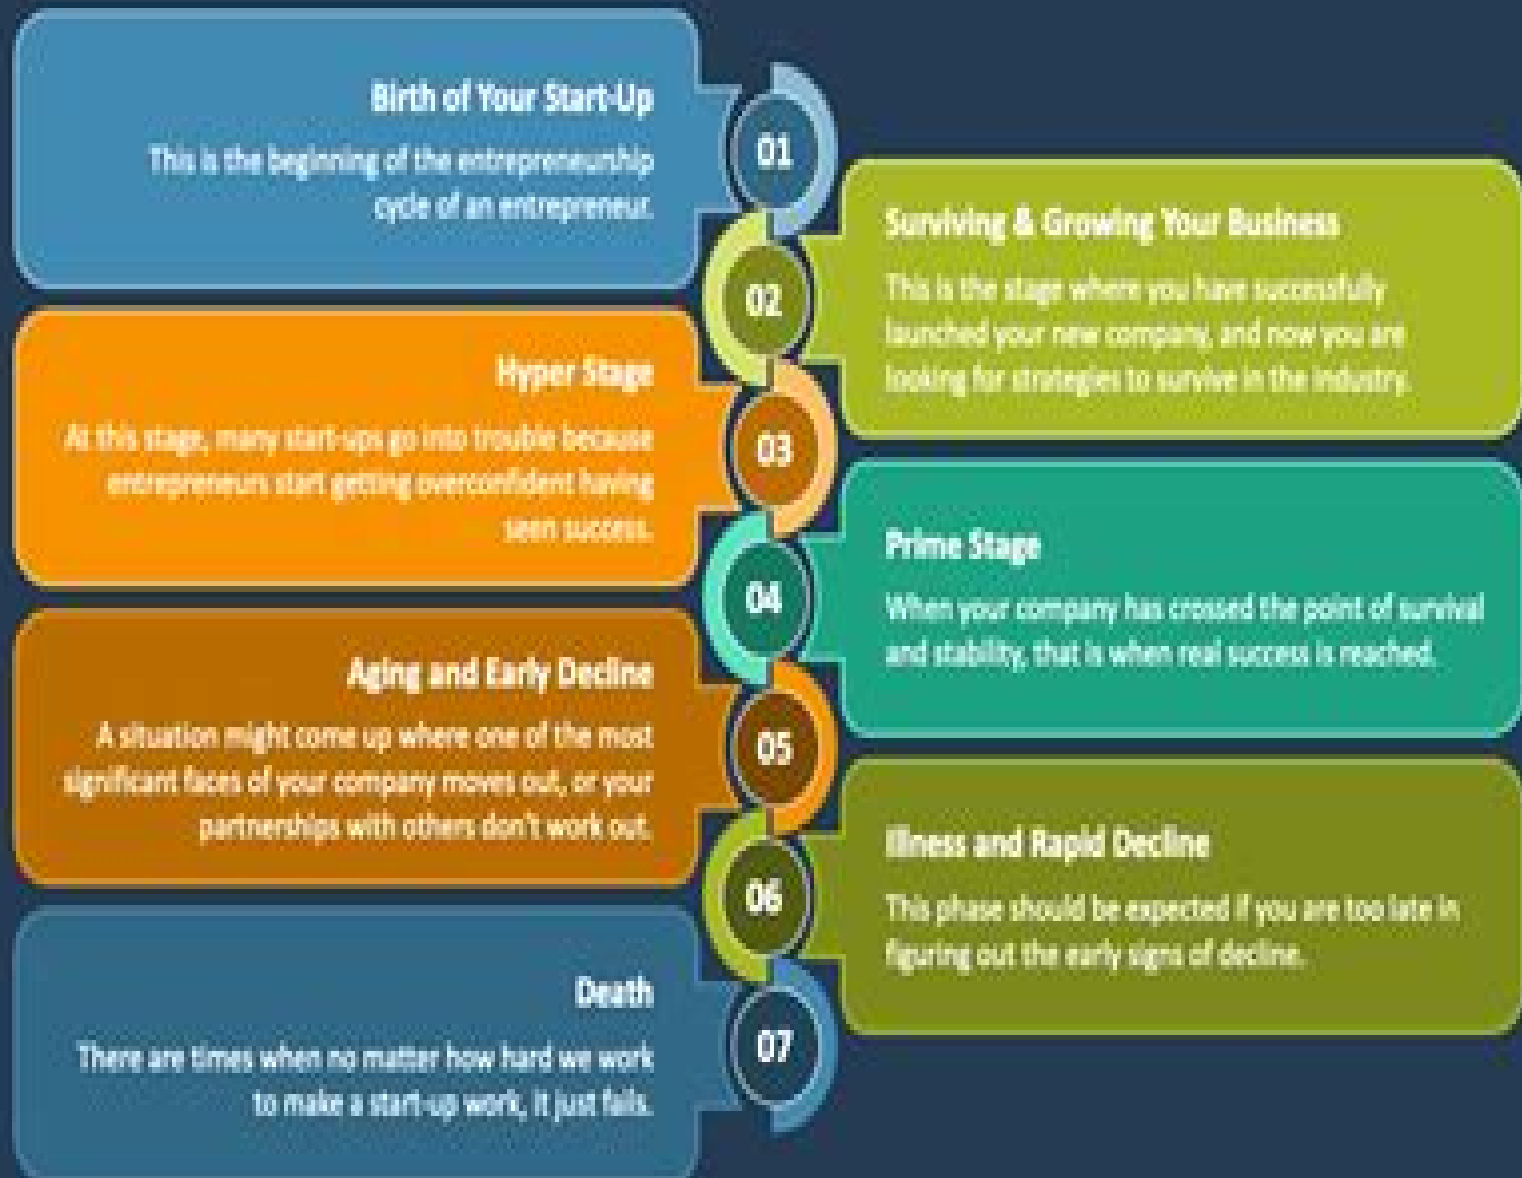 Birth of Your Start-Up
This is the beginning of the entrepreneurship
cycle of an entrepreneur.
01
Surviving & Growing Your Business
This is the stage where you have successfully
launched your new company, and now you are
looking for strategies to survive in the industry.
02
Hyper Stage
At this stage, many start-ups go into trouble because
entrepreneurs start getting overconfident having
seen success.
03
Prime Stage
When your company has crossed the point of survival
and stability, that is when real success is reached.
04
Aging and Early Decline
A situation might come up where one of the most
significant faces of your company moves out, or your
partnerships with others don't work out.
05
Illness and Rapid Decline
This phase should be expected if you are too late in
figuring out the early signs of decline.
06
Death
There are times when no matter how hard we work
to make a start-up work, it just fails.
07